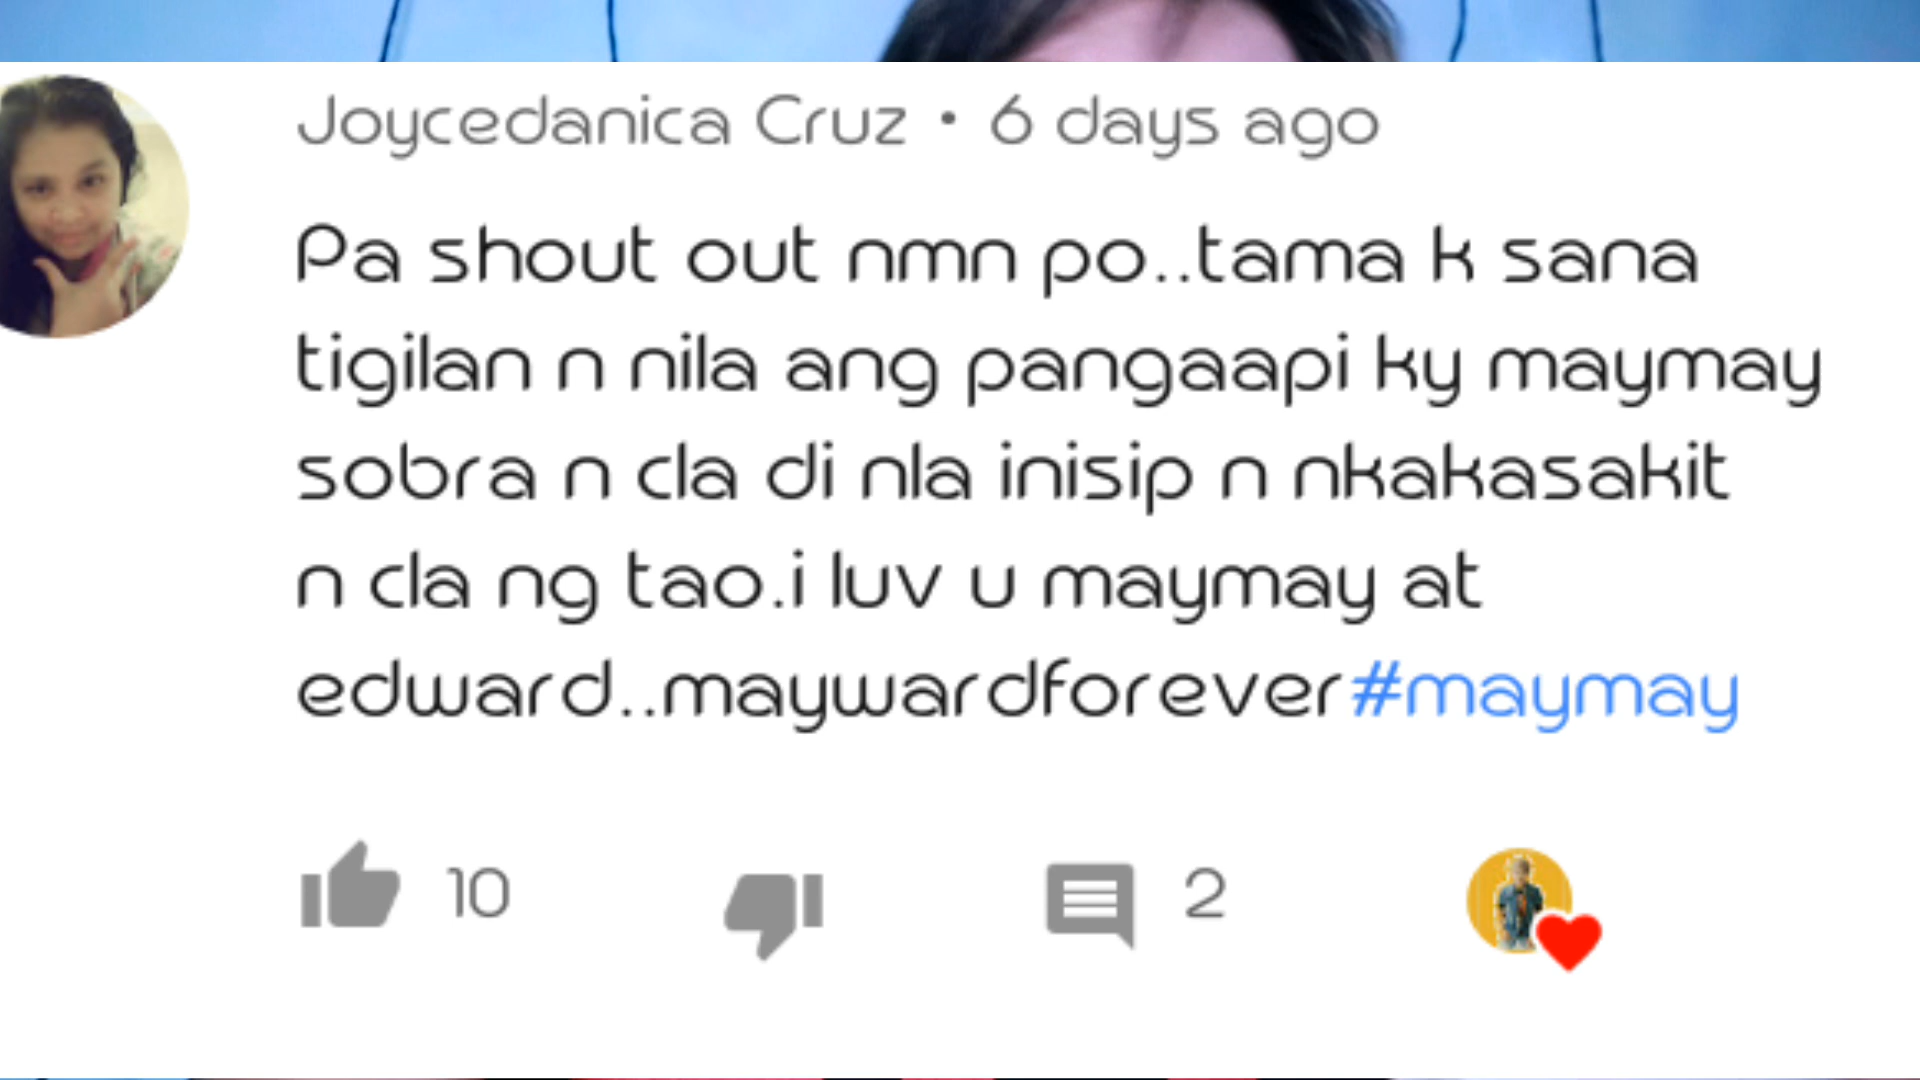 Joycedanica Cruz • 6 days ago
Pa shout out nmn po..tama k sana
tigilan n nila ang pangaapi ky maymay
sobra n cla di nla inisip n nkakasakit
n cla ng tao.i luv u maymay at
edward..maywardforever#maymay
10 2